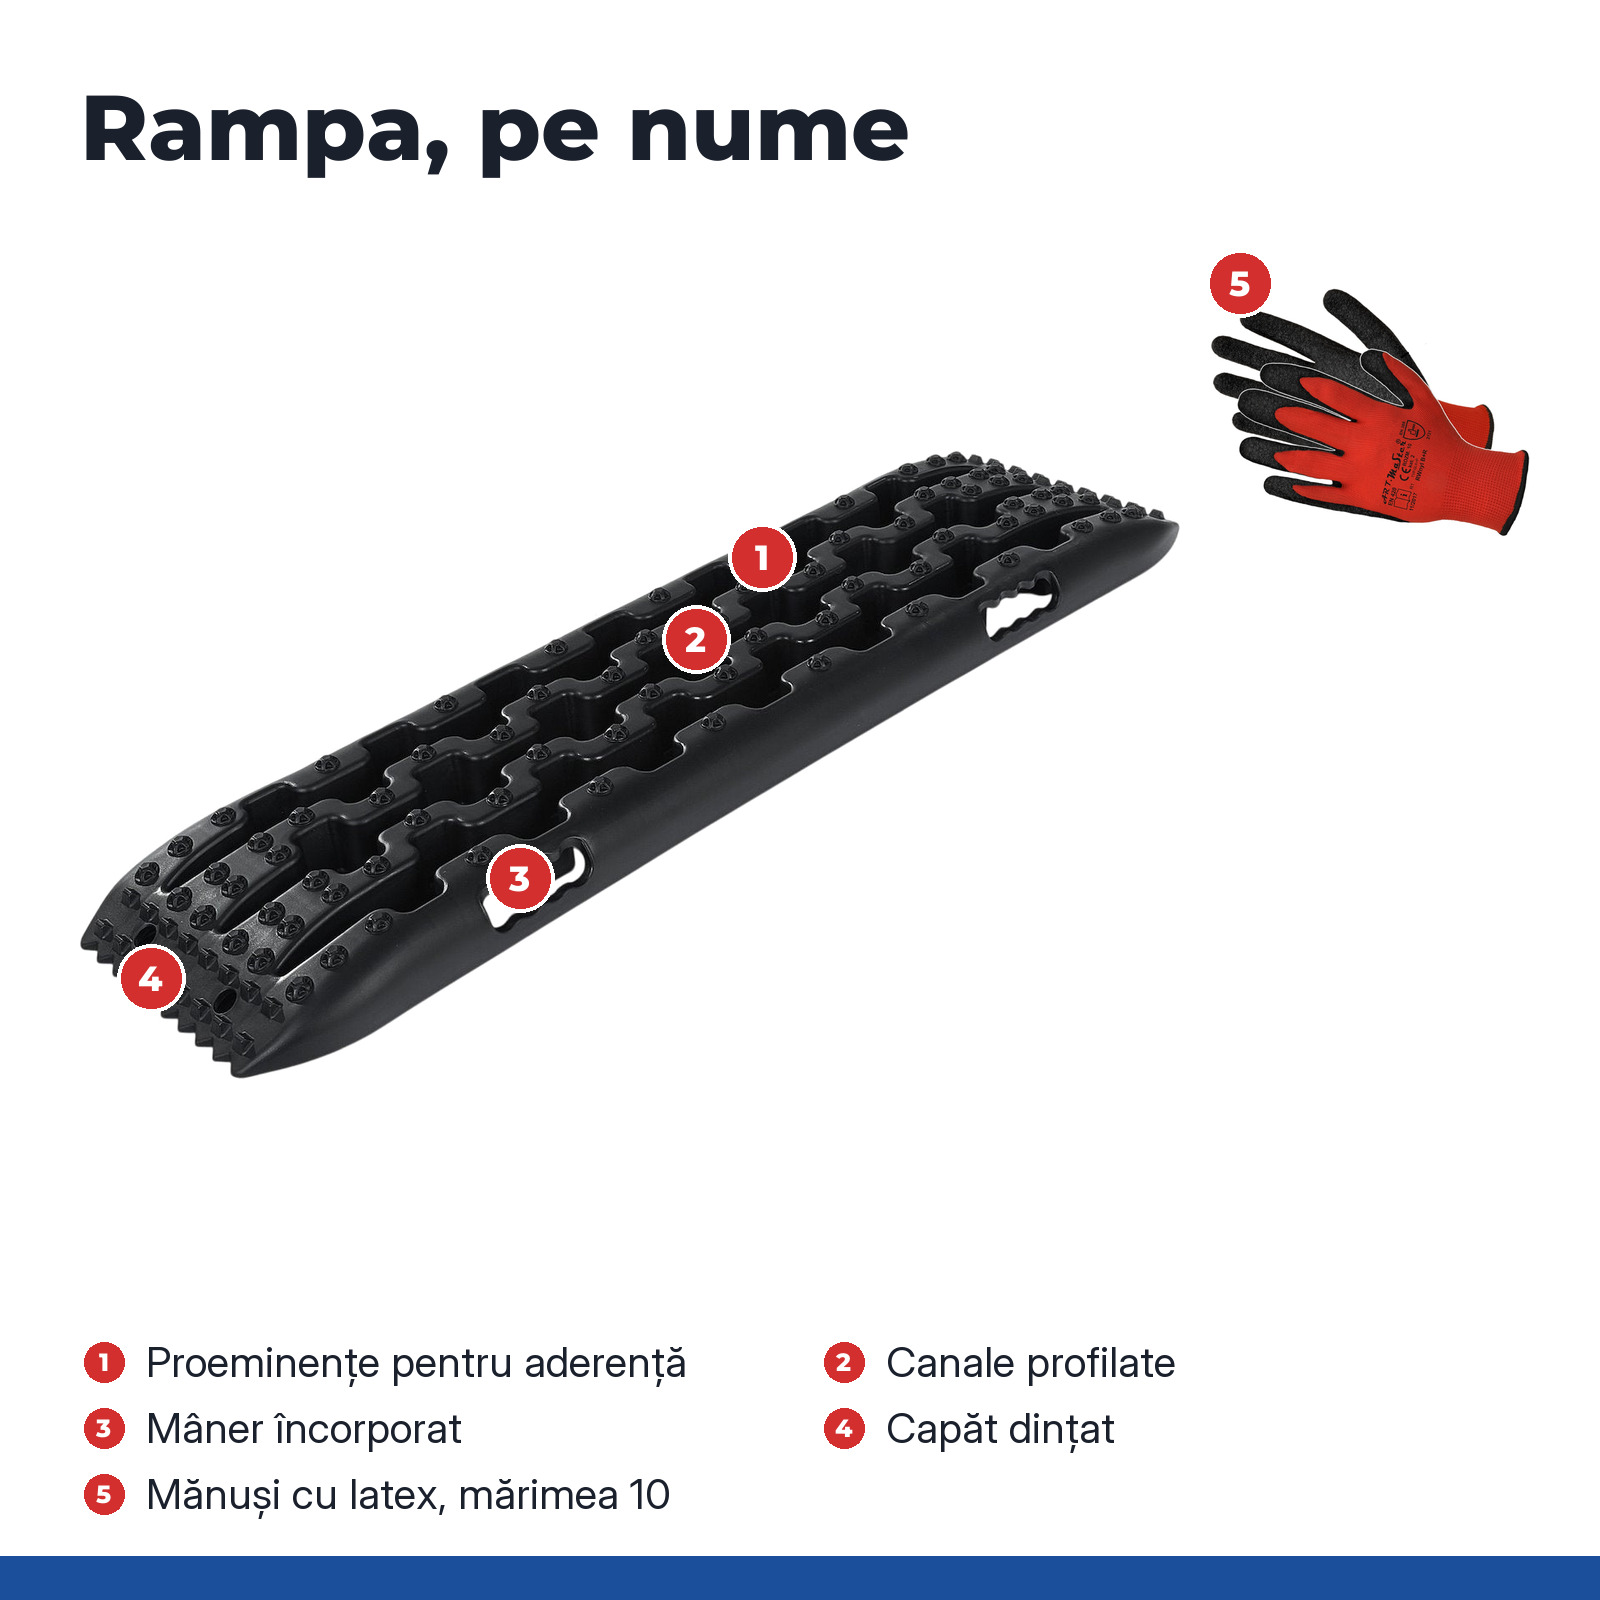 Rampa, pe nume
5
1
2
3
4
1 Proeminențe pentru aderență
2 Canale profilate
3 Mâner încorporat
4 Capăt dințat
5 Mănuși cu latex, mărimea 10